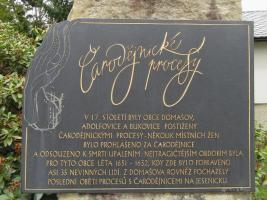 Čarodějnické
procesy
V 17. STOLETÍ BYLY OBCE DOMAŠOV,
ADOLFOVICE A BUKOVICE POSTIŽENY
ČARODĚJNICKÝMI PROCESY - NĚKOLIK MÍSTNÍCH ŽEN
BYLO PROHLÁŠENO ZA ČARODĚJNICE
A ODSOUZENO K SMRTI UPÁLENÍM. NEJTRAGIČTĚJŠÍM OBDOBÍM BYLA
PRO TYTO OBCE LÉTA 1651 - 1652, KDY ZDE BYLO POPRAVENO
ASI 35 NEVINNÝCH LIDÍ. Z DOMAŠOVA ROVNĚŽ POCHÁZELY
POSLEDNÍ OBĚTI PROCESŮ S ČARODĚJNICEMI NA JESENICKU.